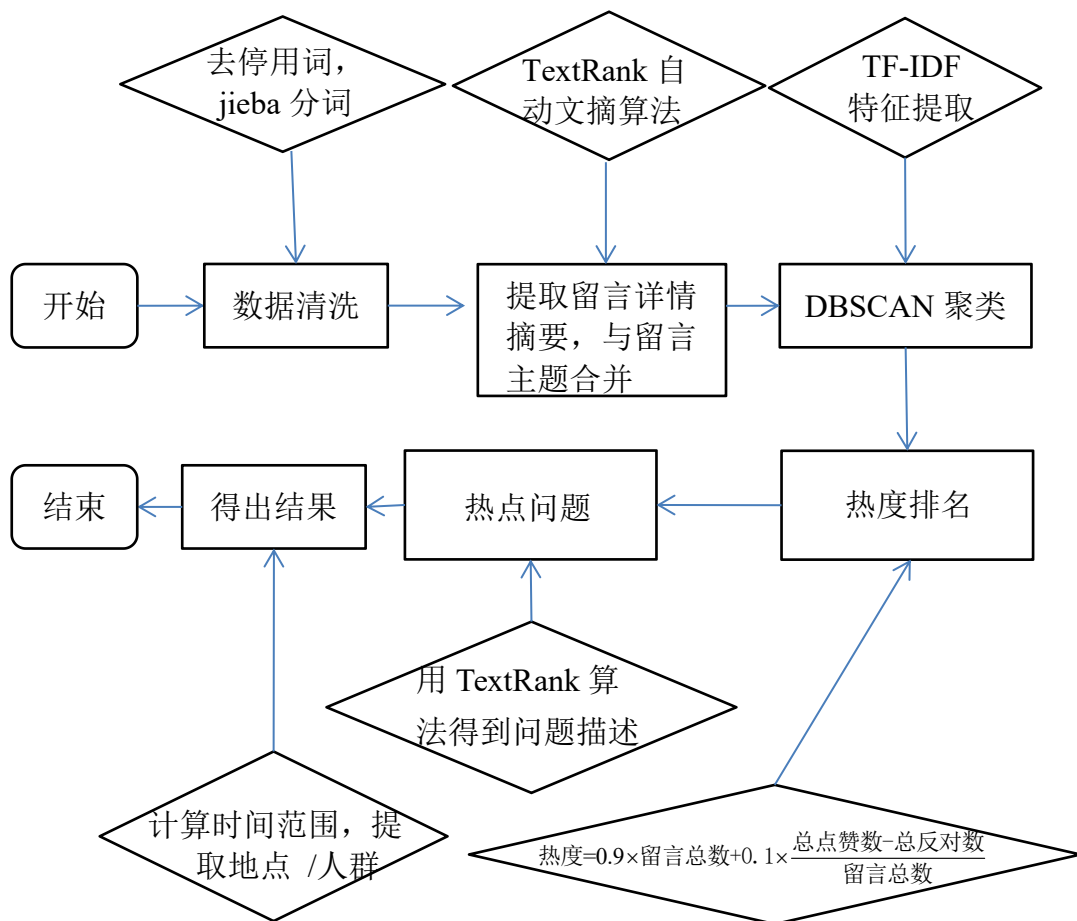 去停用词，
jieba 分词
TextRank 自
动文摘算法
TF-IDF
特征提取
开始
数据清洗
提取留言详情
摘要，与留言
主题合并
DBSCAN 聚类
结束
得出结果
热点问题
热度排名
用 TextRank 算
法得到问题描述
计算时间范围，提
取地点 /人群
热度=0.9×留言总数+0.1×总点赞数-总反对数
留言总数